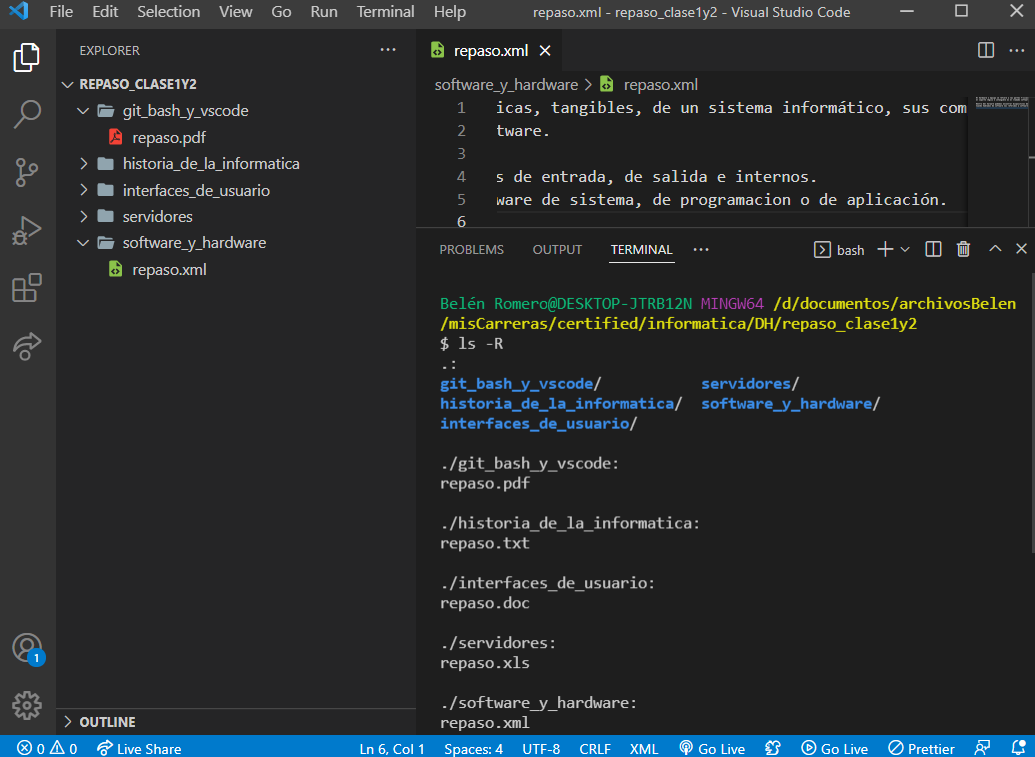 File Edit Selection View Go Run Terminal Help repaso.xml - repaso_clase1y2 - Visual Studio Code
EXPLORER
REPASO_CLASE1Y2
git_bash_y_vscode
repaso.pdf
historia_de_la_informatica
interfaces_de_usuario
servidores
software_y_hardware
repaso.xml
OUTLINE
1
repaso.xml
software_y_hardware > repaso.xml
1 icas, tangibles, de un sistema informático, sus com
2 tware.
3
4 s de entrada, de salida e internos.
5 ware de sistema, de programacion o de aplicación.
6
PROBLEMS OUTPUT TERMINAL bash
Belén Romero@DESKTOP-JTRB12N MINGW64 /d/documentos/archivosBelen
/misCarreras/certified/informatica/DH/repaso_clase1y2
$ ls -R
.:
git_bash_y_vscode/ servidores/
historia_de_la_informatica/ software_y_hardware/
interfaces_de_usuario/
./git_bash_y_vscode:
repaso.pdf
./historia_de_la_informatica:
repaso.txt
./interfaces_de_usuario:
repaso.doc
./servidores:
repaso.xls
./software_y_hardware:
repaso.xml
0 0 Live Share Ln 6, Col 1 Spaces: 4 UTF-8 CRLF XML Go Live Go Live Prettier